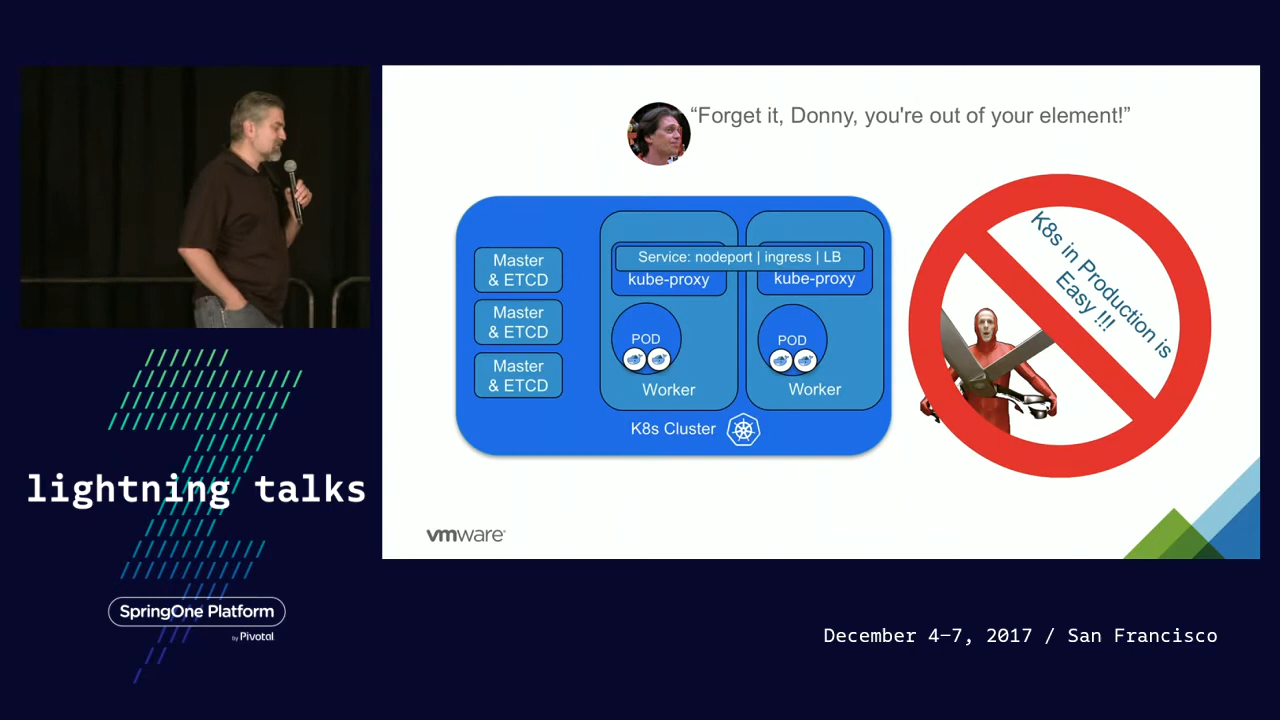 “Forget it, Donny, you're out of your element!”
Master
& ETCD
Master
& ETCD
Master
& ETCD
Service: nodeport | ingress | LB
kube-proxy
kube-proxy
POD
POD
Worker
Worker
K8s Cluster
K8s in Production is
Easy !!!
vmware
lightning talks
SpringOne Platform
by Pivotal
December 4–7, 2017 / San Francisco